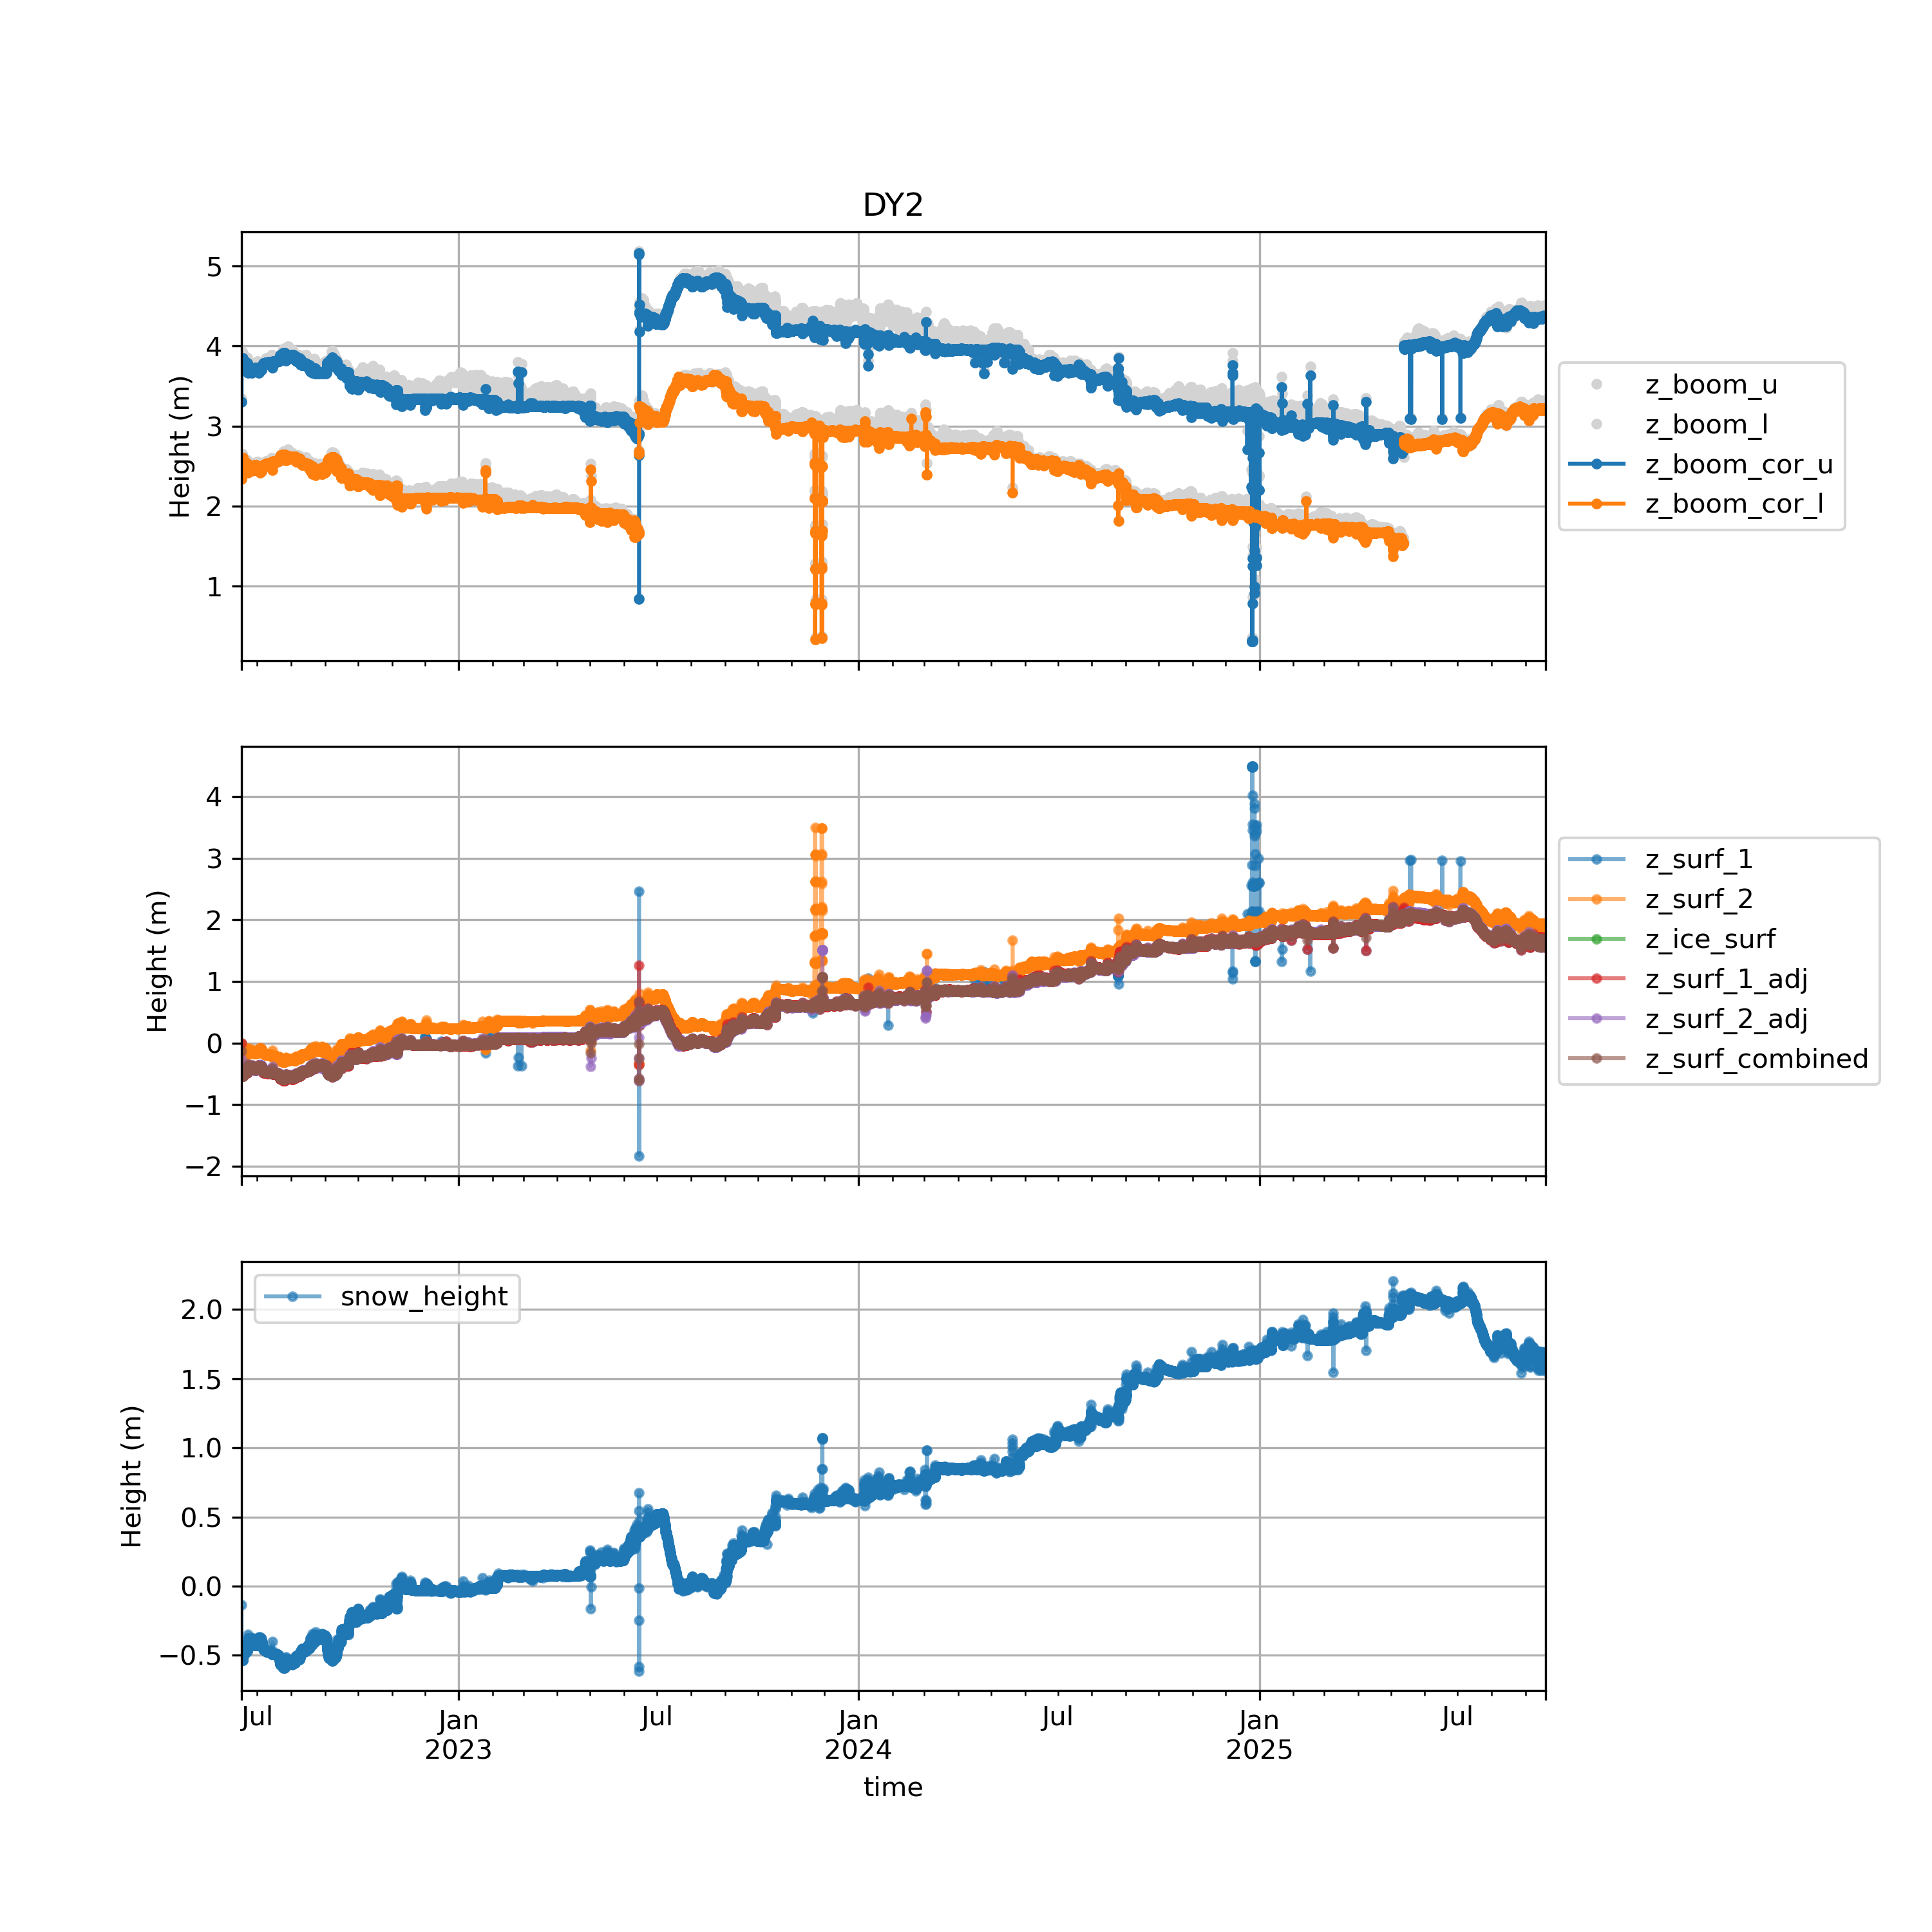 DY2
Height (m)
5
4
3
2
1
z_boom_u
z_boom_l
z_boom_cor_u
z_boom_cor_l
Height (m)
4
3
2
1
0
−1
−2
z_surf_1
z_surf_2
z_ice_surf
z_surf_1_adj
z_surf_2_adj
z_surf_combined
Height (m)
2.0
1.5
1.0
0.5
0.0
−0.5
snow_height
Jul Jan Jul Jan Jul Jan Jul
2023 2024 2025
time